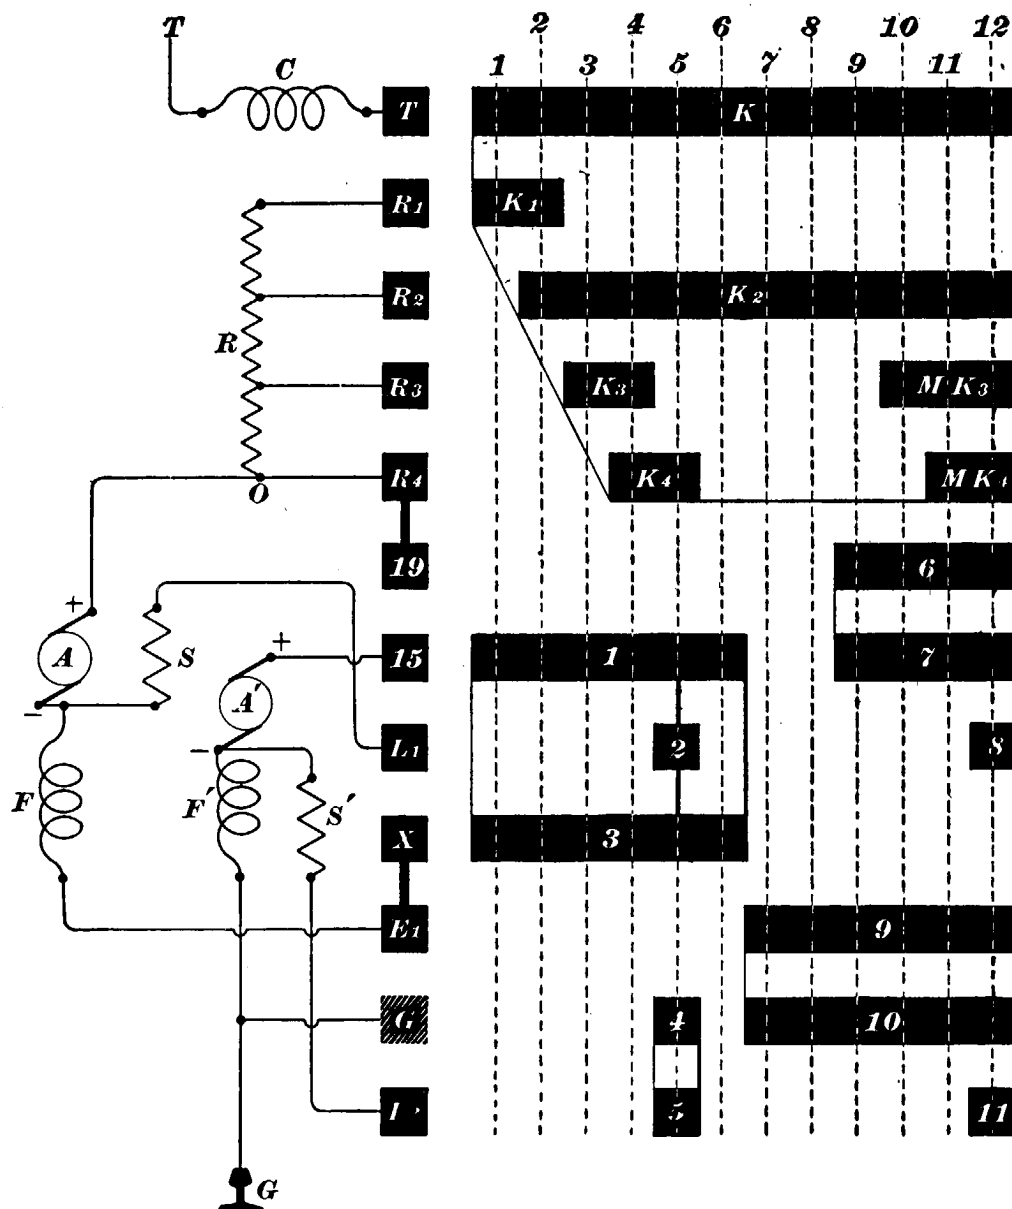 T
C
2 4 6 8 10 12
1 3 5 7 9 11
T K
R1 K1
R2 K2
R
R3 K3 M K3
O R4 K4 M K4
19 6
+
A S + 15 1 7
A'
-
- L1 2 8
F F' S' X 3
E1 9
G 4 10
5 11
G